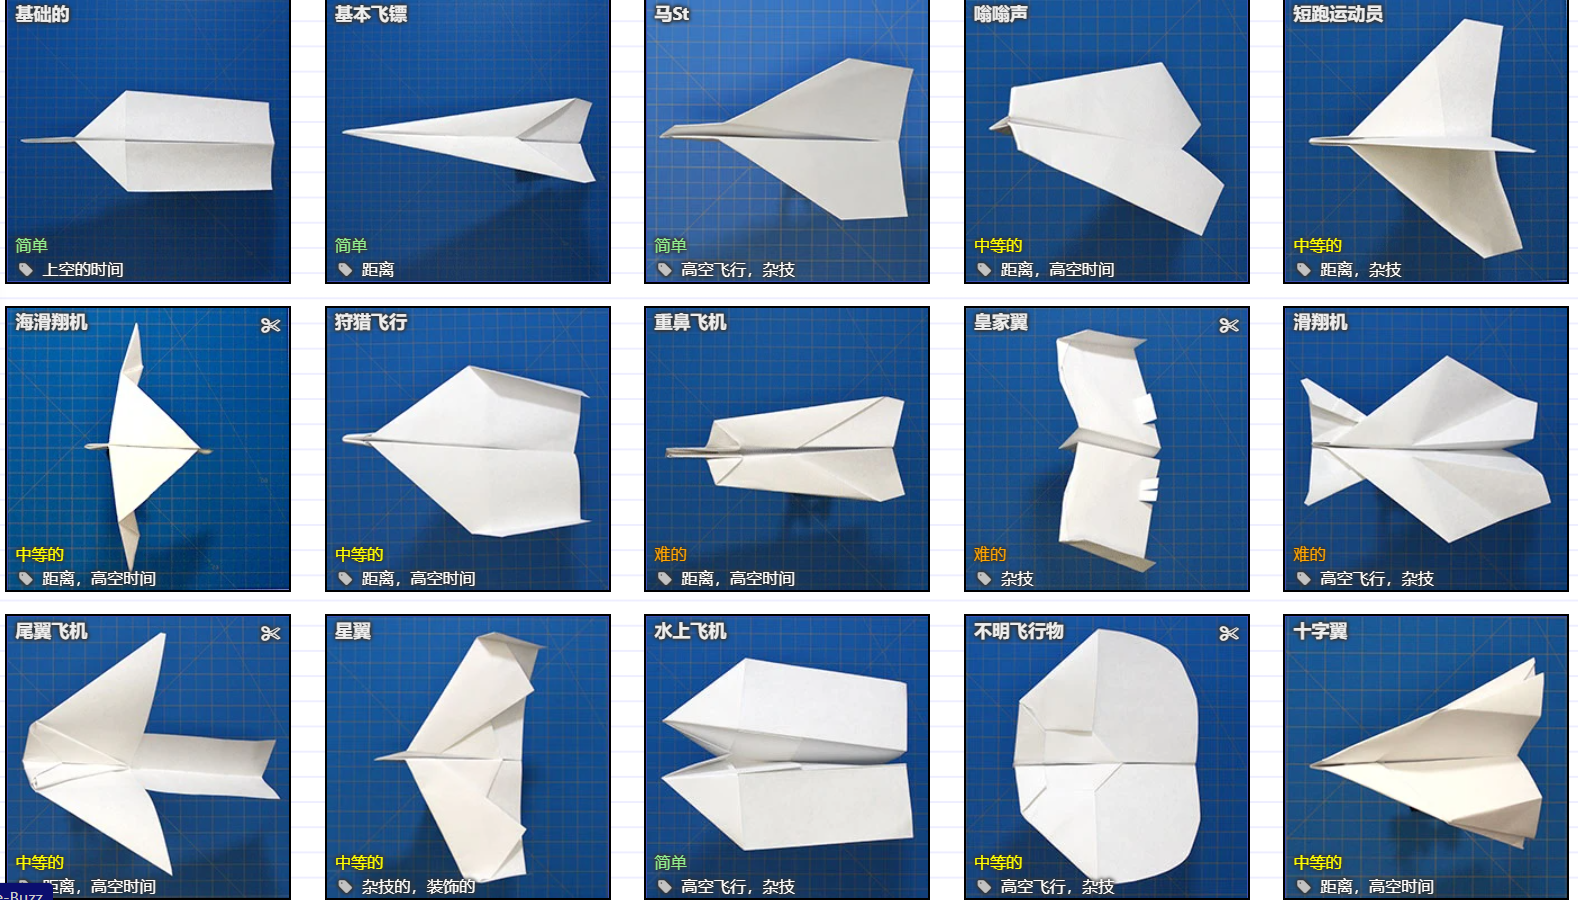 基础的
基本飞镖
马St
嗡嗡声
短跑运动员
简单
上空的时间
简单
距离
简单
高空飞行，杂技
中等的
距离，高空时间
中等的
距离，杂技
海滑翔机
狩猎飞行
重鼻飞机
皇家翼
滑翔机
中等的
距离，高空时间
中等的
距离，高空时间
难的
距离，高空时间
难的
杂技
难的
高空飞行，杂技
尾翼飞机
星翼
水上飞机
不明飞行物
十字翼
中等的
距离，高空时间
中等的
杂技的，装饰的
简单
高空飞行，杂技
中等的
高空飞行，杂技
中等的
距离，高空时间
e-Buzz